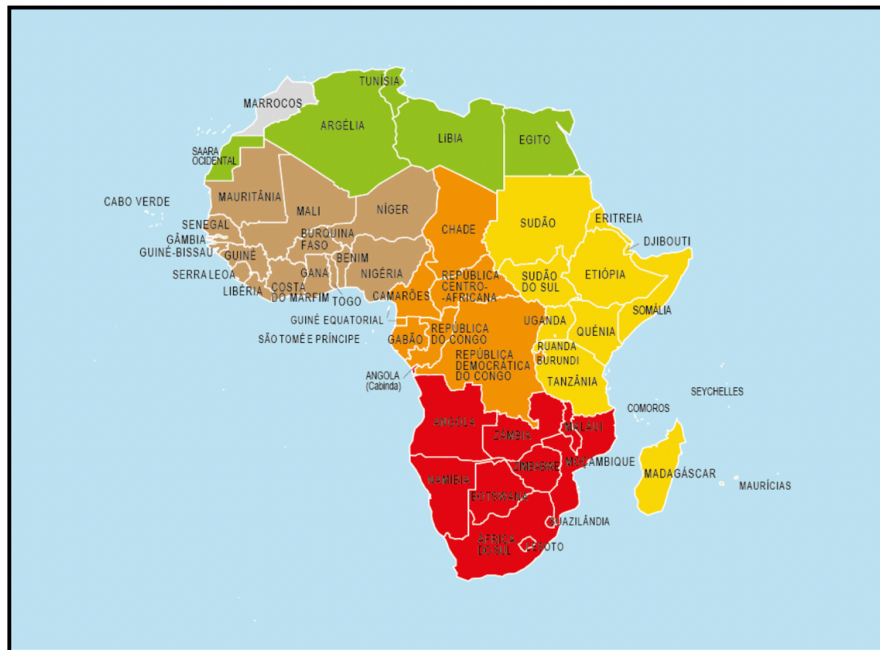 TUNÍSIA
MARROCOS
ARGÉLIA
LÍBIA
EGITO
SAARA
OCIDENTAL
MAURITÂNIA
CABO VERDE
MALI
NÍGER
CHADE
SUDÃO
ERITREIA
SENEGAL
GÂMBIA
GUINÉ-BISSAU
GUINÉ
BURQUINA
FASO
BENIM
DJIBOUTI
SERRA LEOA
LIBÉRIA
COSTA
DO MARFIM
GANA
TOGO
NIGÉRIA
CAMARÕES
REPÚBLICA
CENTRO-
-AFRICANA
SUDÃO
DO SUL
ETIÓPIA
SOMÁLIA
GUINÉ EQUATORIAL
SÃO TOMÉ E PRÍNCIPE
GABÃO
REPÚBLICA
DO CONGO
UGANDA
QUÉNIA
RUANDA
BURUNDI
REPÚBLICA
DEMOCRÁTICA
DO CONGO
TANZÂNIA
ANGOLA
(Cabinda)
SEYCHELLES
COMOROS
ANGOLA
ZÂMBIA
MALAUI
MOÇAMBIQUE
ZIMBABRE
NAMÍBIA
BOTSWANA
MADAGÁSCAR
MAURÍCIAS
SUAZILÂNDIA
ÁFRICA
DO SUL
LESOTO